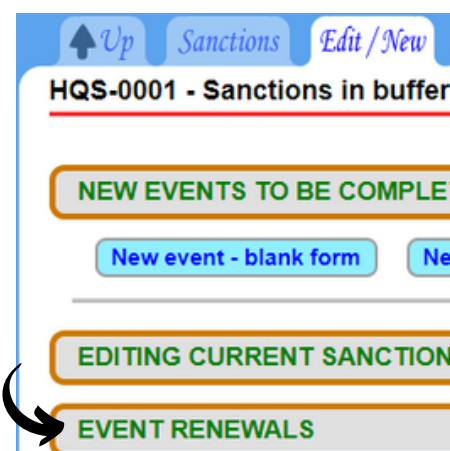 Up Sanctions Edit / New
HQS-0001 - Sanctions in buffer
NEW EVENTS TO BE COMPLE
New event - blank form Ne
EDITING CURRENT SANCTION
EVENT RENEWALS